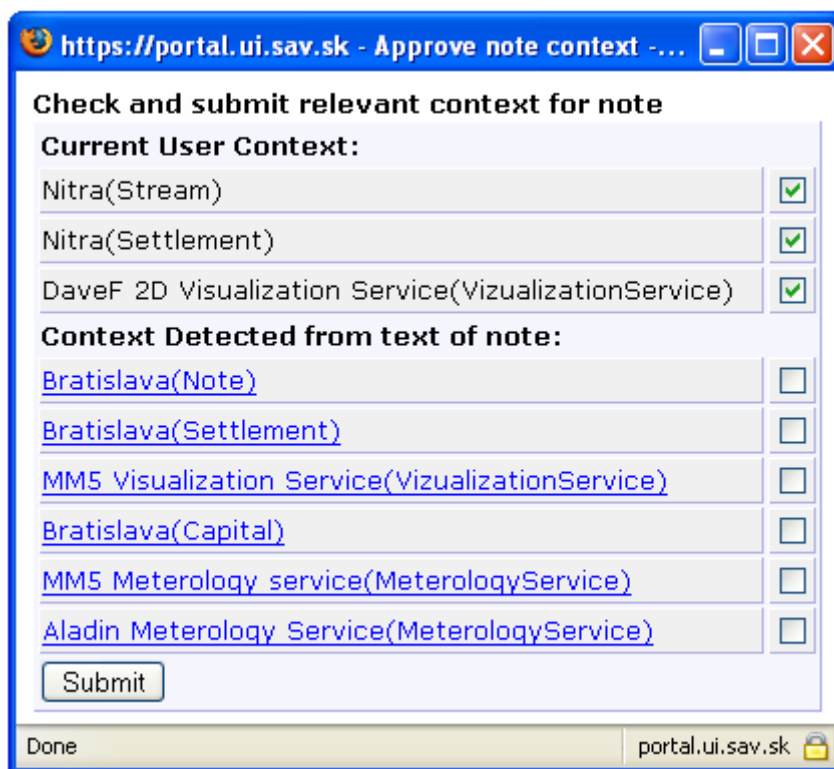 https://portal.ui.sav.sk - Approve note context -...
Check and submit relevant context for note
Current User Context:
Nitra(Stream)
Nitra(Settlement)
DaveF 2D Visualization Service(VizualizationService)
Context Detected from text of note:
Bratislava(Note)
Bratislava(Settlement)
MM5 Visualization Service(VizualizationService)
Bratislava(Capital)
MM5 Meterology service(MeterologyService)
Aladin Meterology Service(MeterologyService)
Submit
Done portal.ui.sav.sk